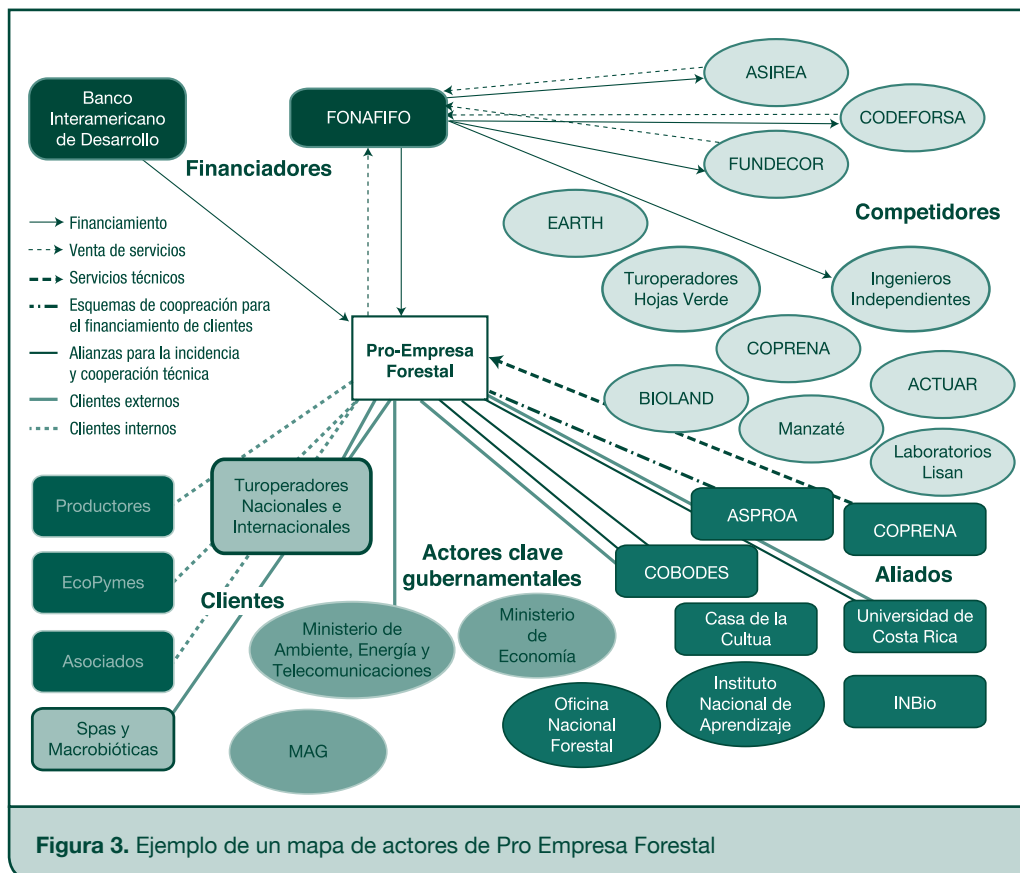 Banco
Interamericano
de Desarrollo
FONAFIFO
ASIREA
CODEFORSA
FUNDECOR
Financiadores
EARTH
Competidores
Turoperadores
Hojas Verde
Ingenieros
Independientes
COPRENA
ACTUAR
BIOLAND
Manzaté
Laboratorios
Lisan
Financiamiento
Venta de servicios
Servicios técnicos
Esquemas de coopreación para
el financiamiento de clientes
Alianzas para la incidencia
y cooperación técnica
Clientes externos
Clientes internos
Pro-Empresa
Forestal
Productores
EcoPymes
Asociados
Spas y
Macrobióticas
Turoperadores
Nacionales e
Internacionales
Clientes
Actores clave
gubernamentales
Ministerio de
Ambiente, Energía y
Telecomunicaciones
Ministerio
de
Economía
MAG
ASPROA
COPRENA
COBODES
Aliados
Casa de la
Cultua
Universidad de
Costa Rica
Oficina
Nacional
Forestal
Instituto
Nacional de
Aprendizaje
INBio
Figura 3. Ejemplo de un mapa de actores de Pro Empresa Forestal